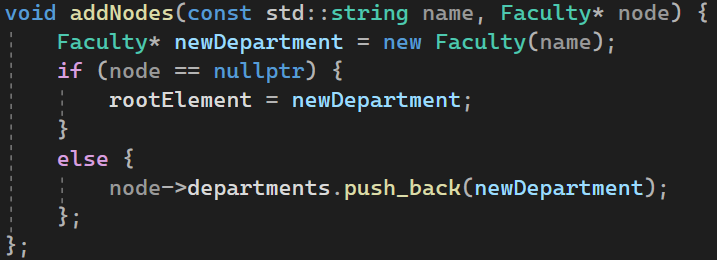 void addNodes(const std::string name, Faculty* node) {
    Faculty* newDepartment = new Faculty(name);
    if (node == nullptr) {
        rootElement = newDepartment;
    }
    else {
        node->departments.push_back(newDepartment);
    };
};